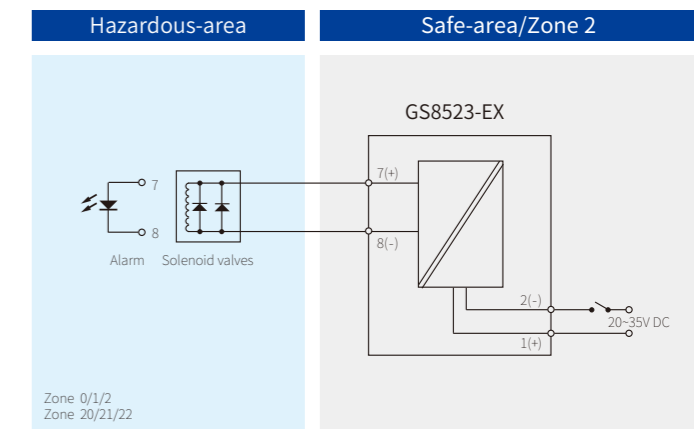 Hazardous-area
Safe-area/Zone 2
GS8523-EX
7(+)
7
8
8(-)
Alarm
Solenoid valves
2(-)
20~35V DC
1(+)
Zone 0/1/2
Zone 20/21/22